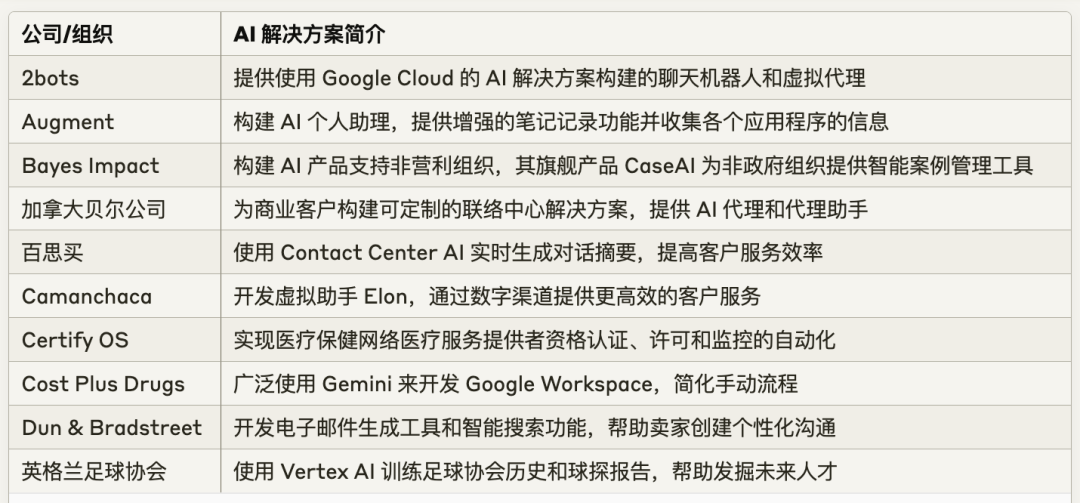 公司/组织 AI 解决方案简介
2bots 提供使用 Google Cloud 的 AI 解决方案构建的聊天机器人和虚拟代理
Augment 构建 AI 个人助理，提供增强的笔记记录功能并收集各个应用程序的信息
Bayes Impact 构建 AI 产品支持非营利组织，其旗舰产品 CaseAI 为非政府组织提供智能案例管理工具
加拿大贝尔公司 为商业客户构建可定制的联络中心解决方案，提供 AI 代理和代理助手
百思买 使用 Contact Center AI 实时生成对话摘要，提高客户服务效率
Camanchaca 开发虚拟助手 Elon，通过数字渠道提供更高效的客户服务
Certify OS 实现医疗保健网络医疗服务提供者资格认证、许可和监控的自动化
Cost Plus Drugs 广泛使用 Gemini 来开发 Google Workspace，简化手动流程
Dun & Bradstreet 开发电子邮件生成工具和智能搜索功能，帮助卖家创建个性化沟通
英格兰足球协会 使用 Vertex AI 训练足球协会历史和球探报告，帮助发掘未来人才